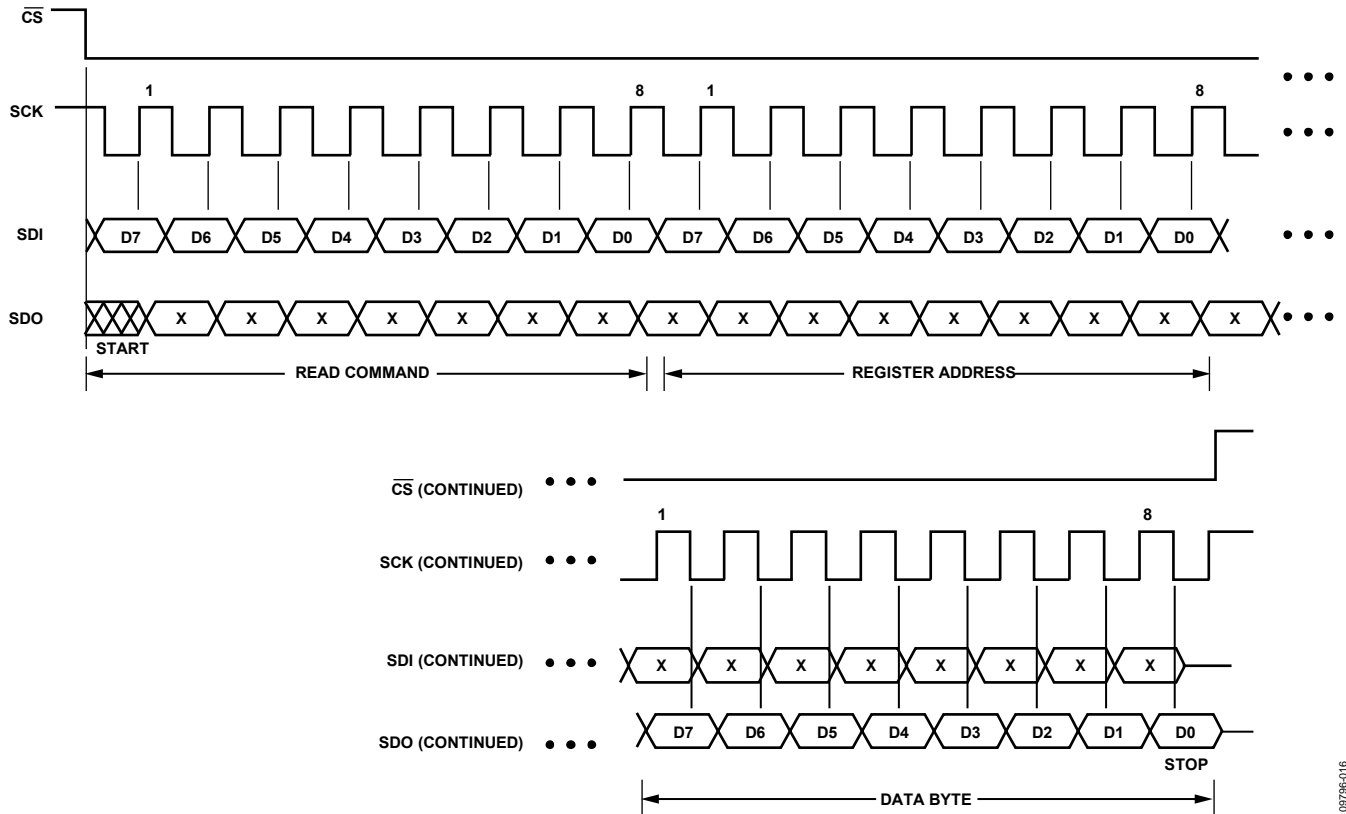 CS
1 8 1 8
SCK
SDI D7 D6 D5 D4 D3 D2 D1 D0 D7 D6 D5 D4 D3 D2 D1 D0
SDO X X X X X X X X X X X X X X X X
START
READ COMMAND REGISTER ADDRESS
CS (CONTINUED)
1 8
SCK (CONTINUED)
SDI (CONTINUED) X X X X X X X X
SDO (CONTINUED) D7 D6 D5 D4 D3 D2 D1 D0
STOP
DATA BYTE
09796-016